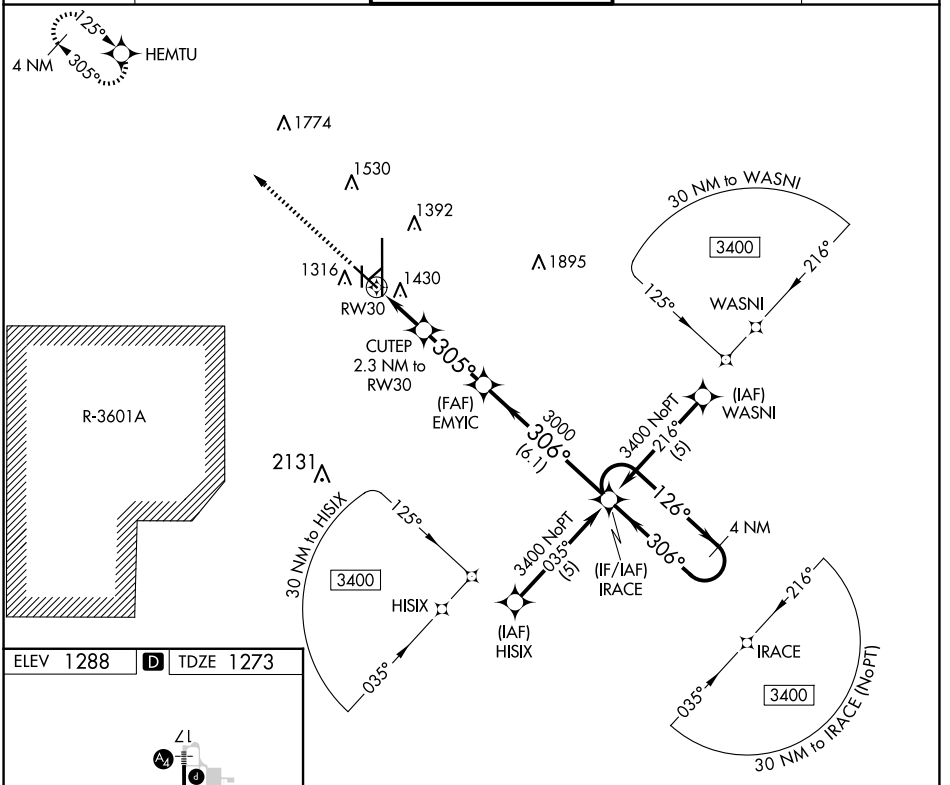 125°
HEMTU
4 NM
305°
1774
1530
1392
30 NM to WASNI
3400
216°
1895
1316
1430
125°
WASNI
RW30
CUTEP
2.3 NM to
RW30
305°
(FAF)
EMYIC
(IAF)
WASNI
R-3601A
3000
306°
(6.1)
3400 NoPT
216°
(5)
2131
126°
125°
4 NM
30 NM to HISIX
3400
3400 NoPT
035°
(5)
306°
(IF/IAF)
IRACE
HISIX
(IAF)
HISIX
216°
IRACE
035°
3400
035°
30 NM to IRACE (NoPT)
ELEV 1288
D
TDZE 1273
17
A4
P